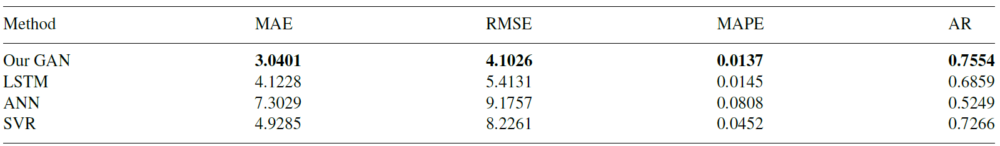 Method MAE RMSE MAPE AR
Our GAN 3.0401 4.1026 0.0137 0.7554
LSTM 4.1228 5.4131 0.0145 0.6859
ANN 7.3029 9.1757 0.0808 0.5249
SVR 4.9285 8.2261 0.0452 0.7266